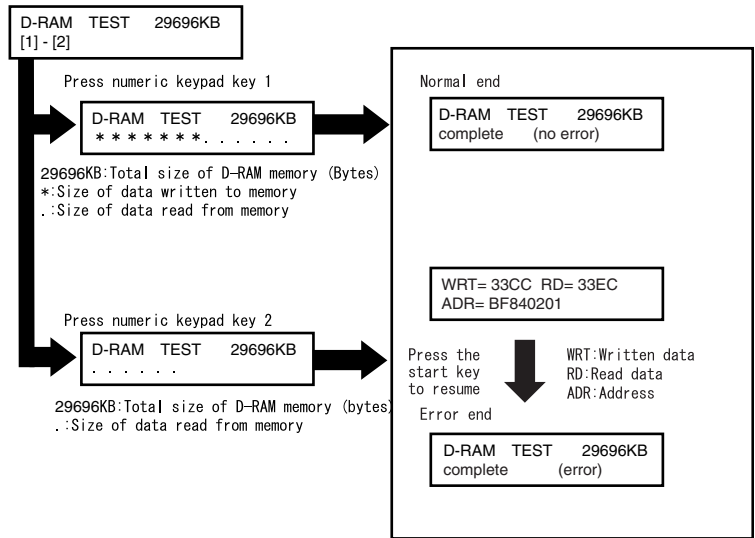 D-RAM TEST 29696KB
[1] - [2]
Press numeric keypad key 1
D-RAM TEST 29696KB
* * * * * * * . . . . . .
29696KB:Total size of D-RAM memory (Bytes)
*:Size of data written to memory
.:Size of data read from memory
Press numeric keypad key 2
D-RAM TEST 29696KB
. . . . . .
29696KB:Total size of D-RAM memory (bytes)
.:Size of data read from memory
Normal end
D-RAM TEST 29696KB
complete (no error)
WRT= 33CC RD= 33EC
ADR= BF840201
Press the
start key
to resume
WRT:Written data
RD:Read data
ADR:Address
Error end
D-RAM TEST 29696KB
complete (error)